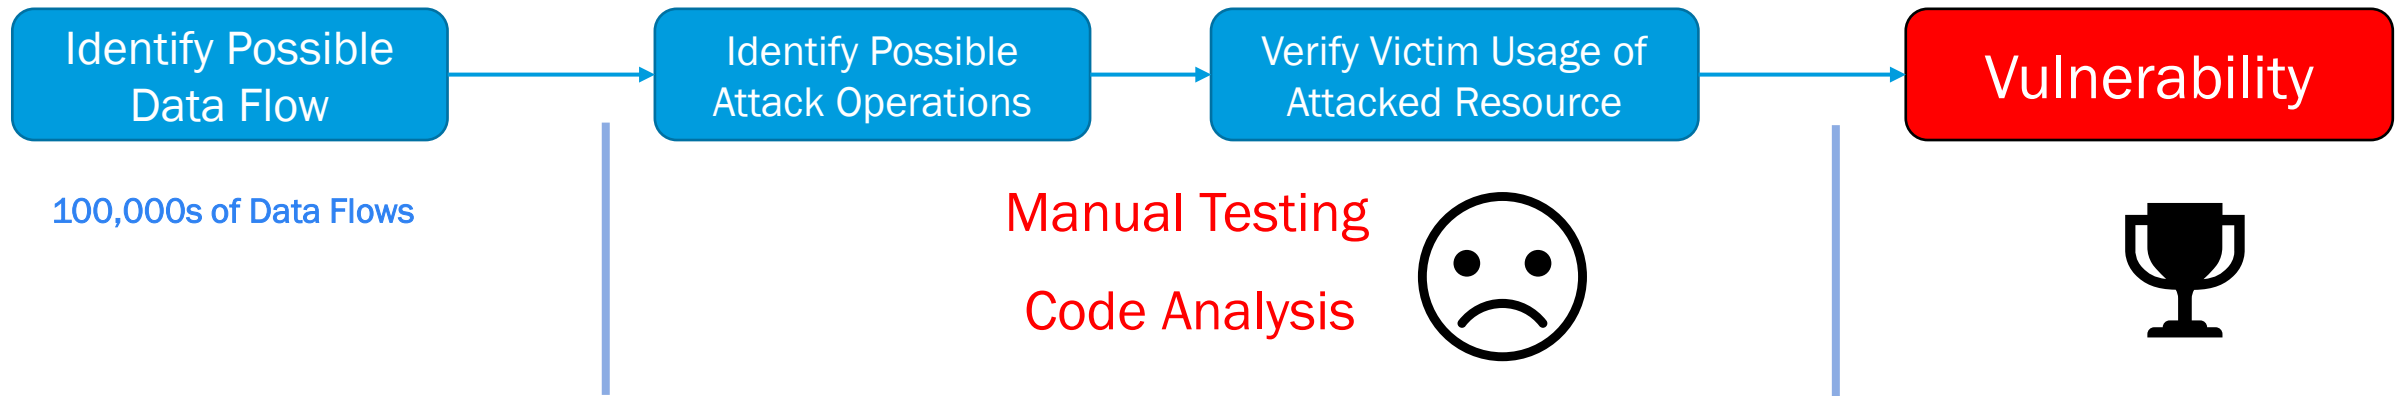 Identify Possible
Data Flow
Identify Possible
Attack Operations
Verify Victim Usage of
Attacked Resource
Vulnerability
100,000s of Data Flows
Manual Testing
Code Analysis